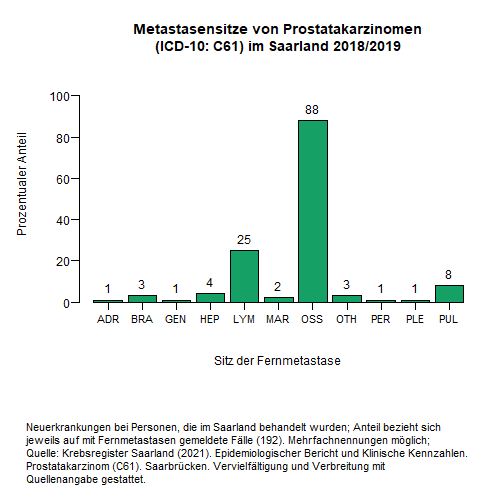 Metastasensitze von Prostatakarzinomen
(ICD-10: C61) im Saarland 2018/2019
Prozentualer Anteil
100
80
60
40
20
0
1 3 1 4 25 2 88 3 1 1 8
ADR BRA GEN HEP LYM MAR OSS OTH PER PLE PUL
Sitz der Fernmetastase
Neuerkrankungen bei Personen, die im Saarland behandelt wurden; Anteil bezieht sich
jeweils auf mit Fernmetastasen gemeldete Fälle (192). Mehrfachnennungen möglich;
Quelle: Krebsregister Saarland (2021). Epidemiologischer Bericht und Klinische Kennzahlen.
Prostatakarzinom (C61). Saarbrücken. Vervielfältigung und Verbreitung mit
Quellenangabe gestattet.